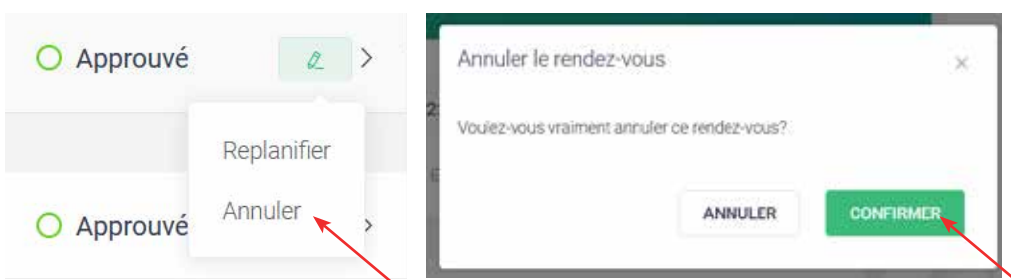 Approuvé
Replanifier
Annuler
Approuvé
Annuler le rendez-vous
Voulez-vous vraiment annuler ce rendez-vous?
ANNULER
CONFIRMER